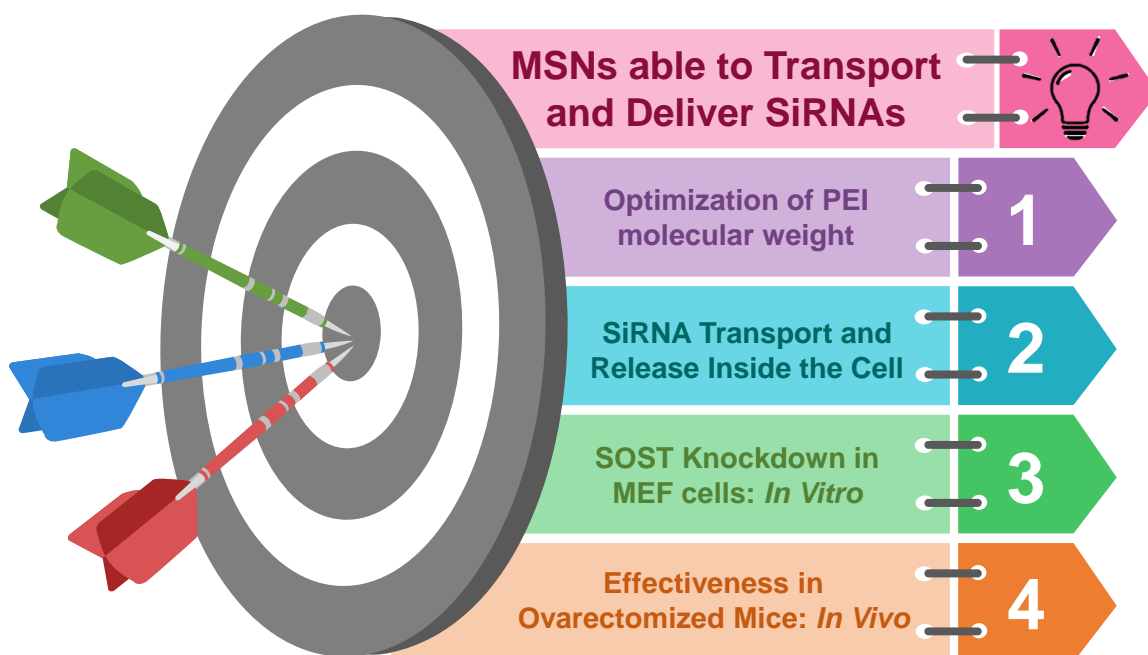 MSNs able to Transport
and Deliver SiRNAs
Optimization of PEI
molecular weight
1
SiRNA Transport and
Release Inside the Cell
2
SOST Knockdown in
MEF cells: In Vitro
3
Effectiveness in
Ovarectomized Mice: In Vivo
4